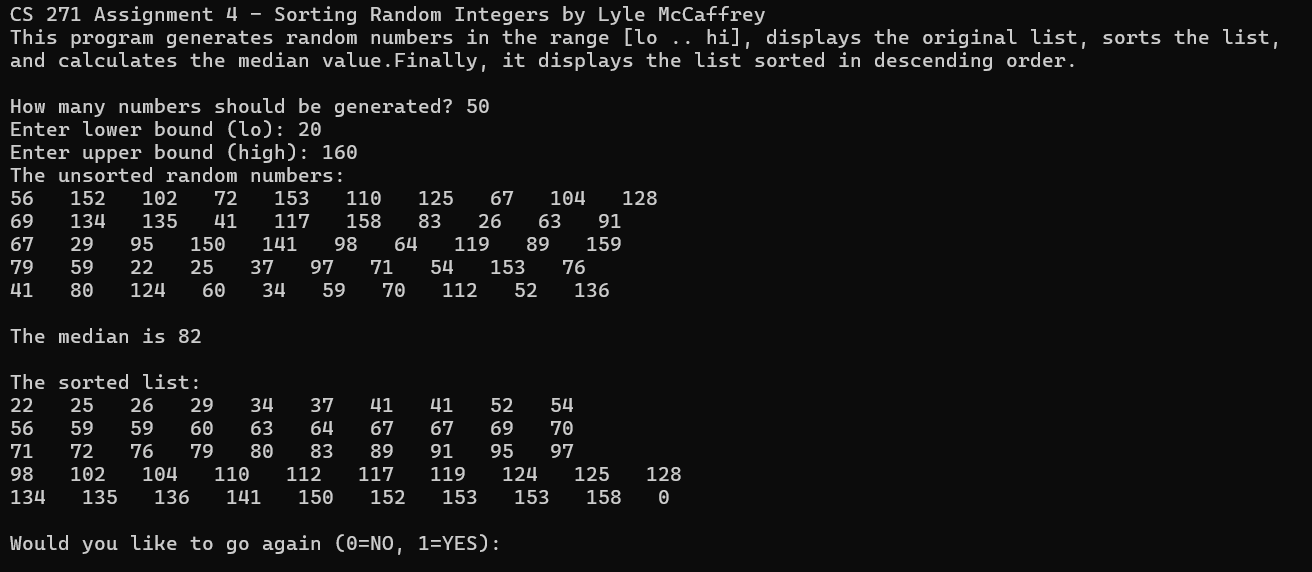 CS 271 Assignment 4 - Sorting Random Integers by Lyle McCaffrey
This program generates random numbers in the range [lo .. hi], displays the original list, sorts the list,
and calculates the median value.Finally, it displays the list sorted in descending order.
How many numbers should be generated? 50
Enter lower bound (lo): 20
Enter upper bound (high): 160
The unsorted random numbers:
56   152   102   72   153   110   125   67   104   128
69   134   135   41   117   158   83   26   63   91
67   29   95   150   141   98   64   119   89   159
79   59   22   25   37   97   71   54   153   76
41   80   124   60   34   59   70   112   52   136
The median is 82
The sorted list:
22   25   26   29   34   37   41   41   52   54
56   59   59   60   63   64   67   67   69   70
71   72   76   79   80   83   89   91   95   97
98   102   104   110   112   117   119   124   125   128
134   135   136   141   150   152   153   153   158   0
Would you like to go again (0=NO, 1=YES):